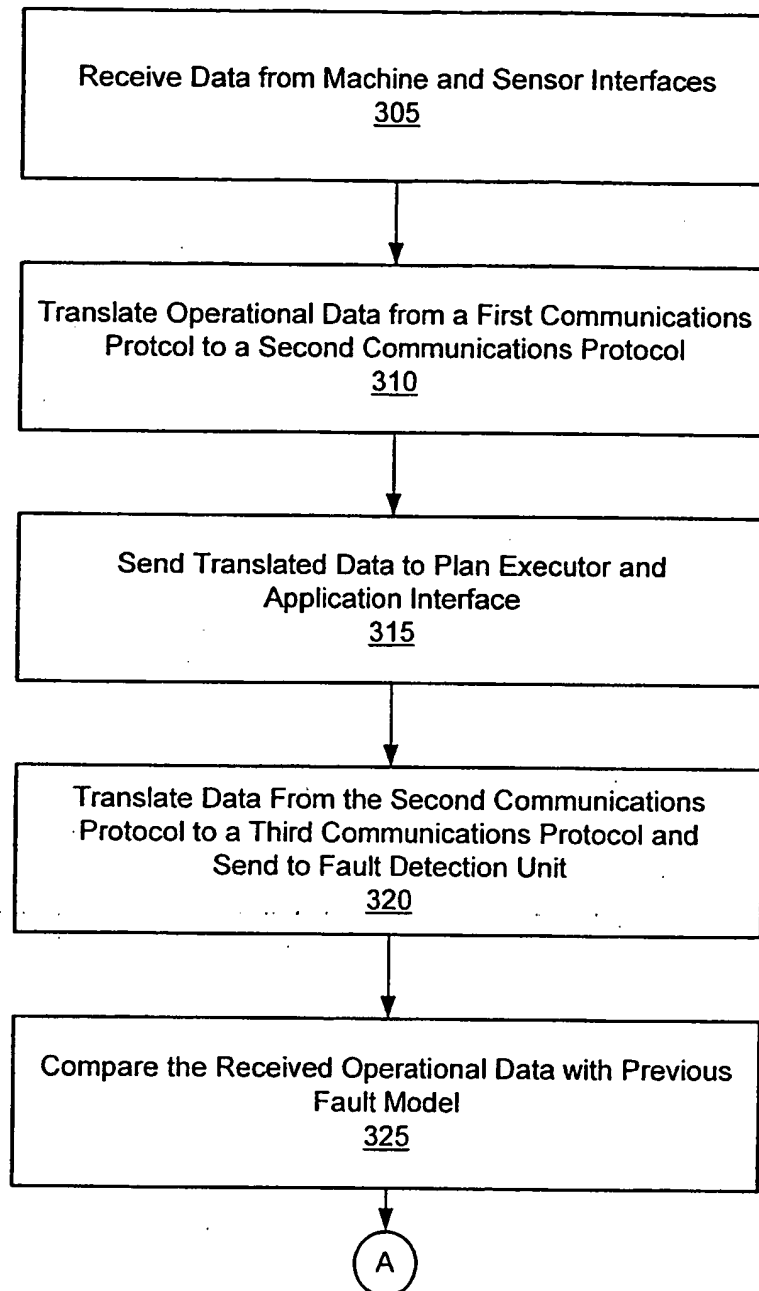 Receive Data from Machine and Sensor Interfaces
305
Translate Operational Data from a First Communications
Protcol to a Second Communications Protocol
310
Send Translated Data to Plan Executor and
Application Interface
315
Translate Data From the Second Communications
Protocol to a Third Communications Protocol and
Send to Fault Detection Unit
320
Compare the Received Operational Data with Previous
Fault Model
325
A